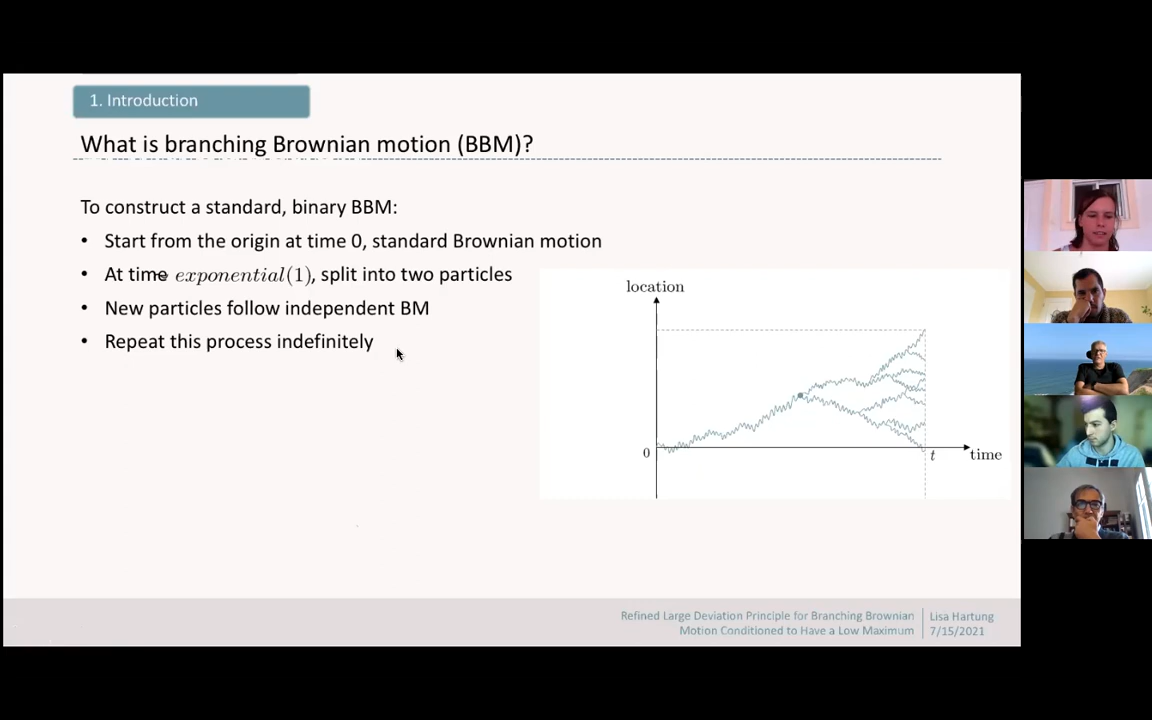 1. Introduction
What is branching Brownian motion (BBM)?
To construct a standard, binary BBM:
• Start from the origin at time 0, standard Brownian motion
• At time exponential(1), split into two particles
• New particles follow independent BM
• Repeat this process indefinitely
location
0
t
time
Refined Large Deviation Principle for Branching Brownian
Motion Conditioned to Have a Low Maximum
Lisa Hartung
7/15/2021